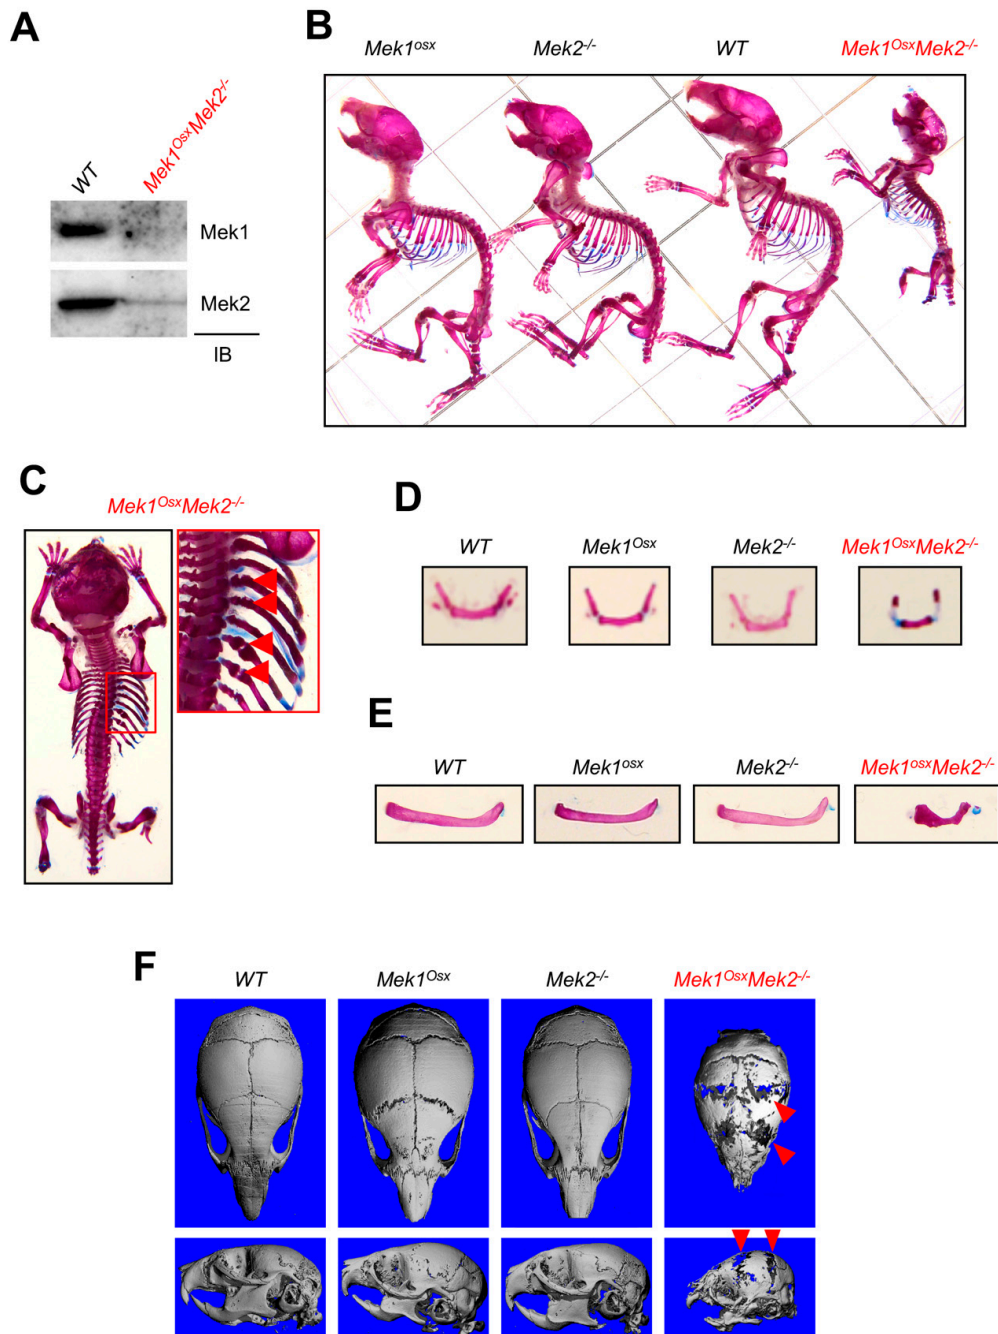 A
WT
Mek1OsxMek2-/-
Mek1
Mek2
IB
B
Mek1osx
Mek2-/-
WT
Mek1OsxMek2-/-
C
Mek1OsxMek2-/-
D
WT
Mek1Osx
Mek2-/-
Mek1OsxMek2-/-
E
WT
Mek1osx
Mek2-/-
Mek1osxMek2-/-
F
WT
Mek1Osx
Mek2-/-
Mek1OsxMek2-/-